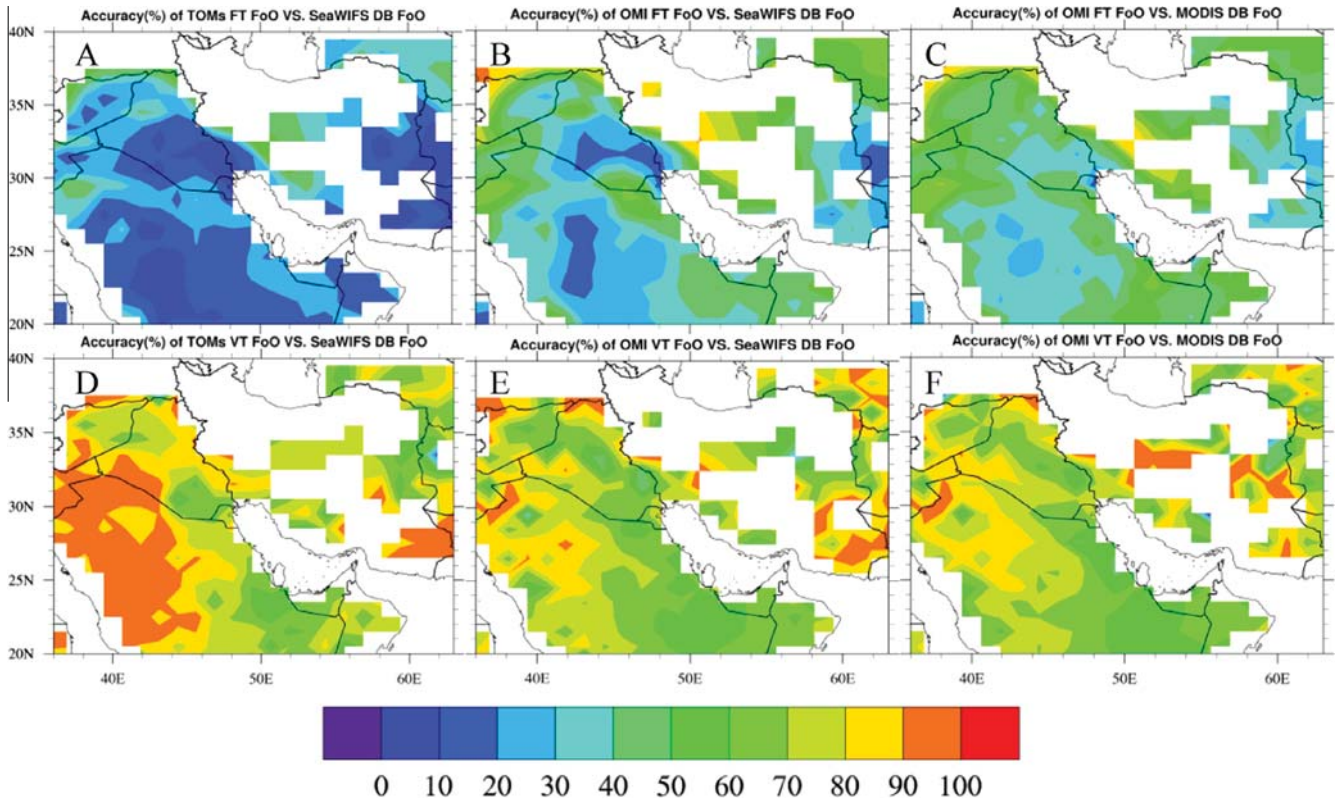 Accuracy(%) of TOMs FT FoO VS. SeaWIFS DB FoO
Accuracy(%) of OMI FT FoO VS. SeaWIFS DB FoO
Accuracy(%) of OMI FT FoO VS. MODIS DB FoO
A
B
C
40N
35N
30N
25N
20N
Accuracy(%) of TOMs VT FoO VS. SeaWIFS DB FoO
Accuracy(%) of OMI VT FoO VS. SeaWIFS DB FoO
Accuracy(%) of OMI VT FoO VS. MODIS DB FoO
D
E
F
40N
35N
30N
25N
20N
40E 50E 60E 40E 50E 60E 40E 50E 60E
0 10 20 30 40 50 60 70 80 90 100